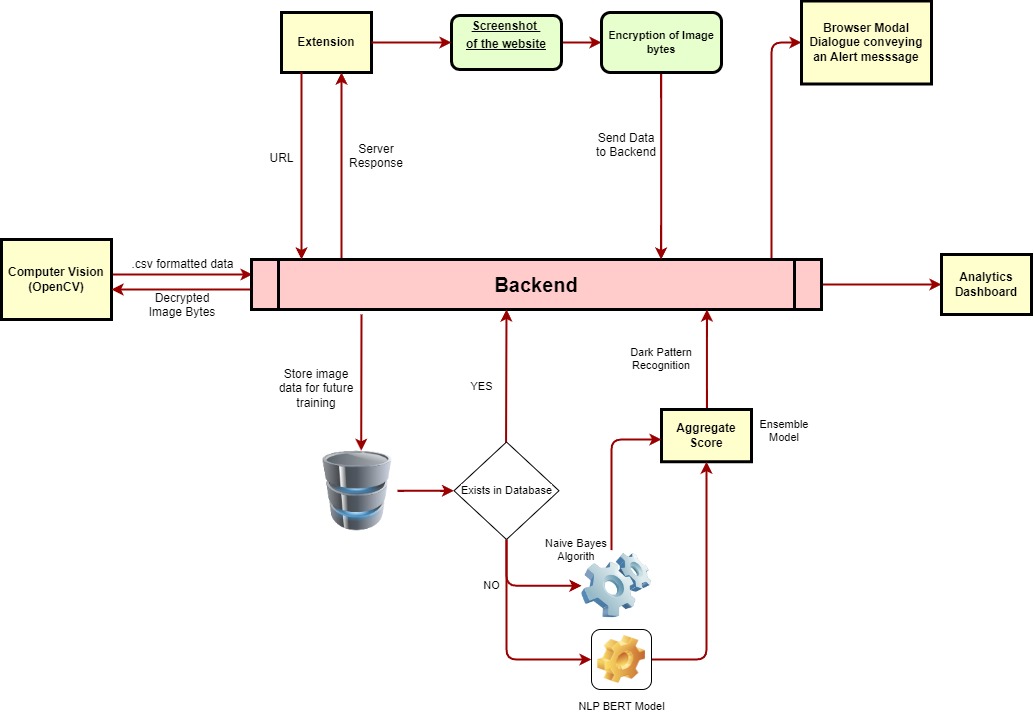 Extension
Screenshot
of the website
Encryption of Image
bytes
Browser Modal
Dialogue conveying
an Alert messsage
URL
Server
Response
Send Data
to Backend
Computer Vision
(OpenCV)
.csv formatted data
Decrypted
Image Bytes
Backend
Analytics
Dashboard
Store image
data for future
training
YES
Dark Pattern
Recognition
Aggregate
Score
Ensemble
Model
Exists in Database
Naive Bayes
Algorith
NO
NLP BERT Model